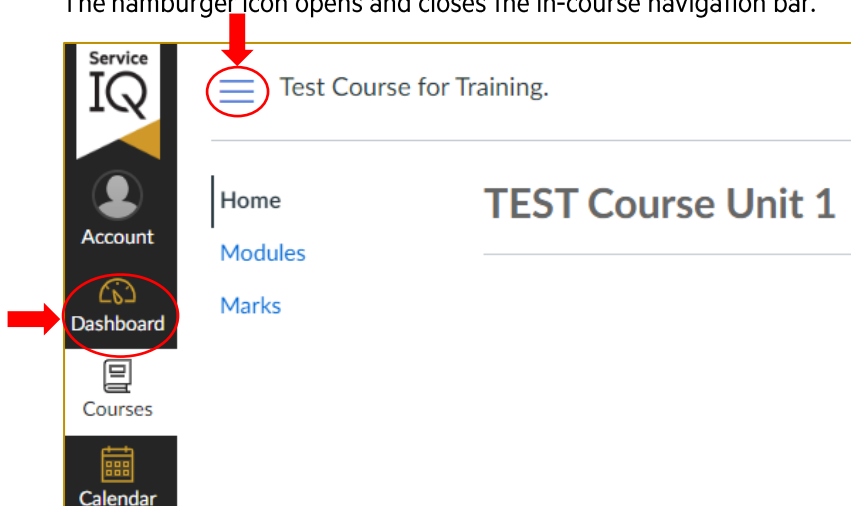 The hamburger icon opens and closes the in-course navigation bar.
Service
IQ
Test Course for Training.
Account
Home
TEST Course Unit 1
Modules
Marks
Dashboard
Courses
Calendar